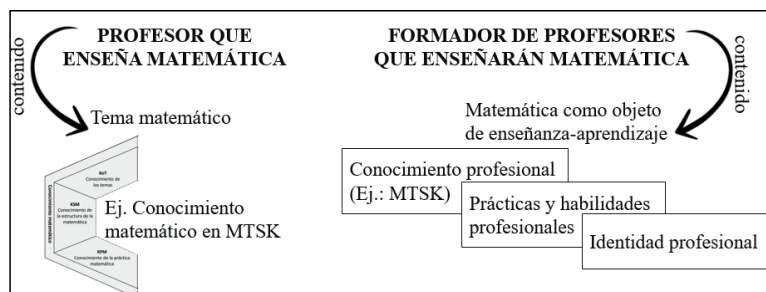 PROFESOR QUE
ENSEÑA MATEMÁTICA
contenido
Tema matemático
Conocimiento matemático
KoT
Conocimiento de
los temas
KSM
Conocimiento de
la estructura de la
matemática
KPM
Conocimiento de la práctica
matemática
Ej. Conocimiento
matemático en MTSK
FORMADOR DE PROFESORES
QUE ENSEÑARÁN MATEMÁTICA
contenido
Matemática como objeto
de enseñanza-aprendizaje
Conocimiento profesional
(Ej.: MTSK)
Prácticas y habilidades
profesionales
Identidad profesional